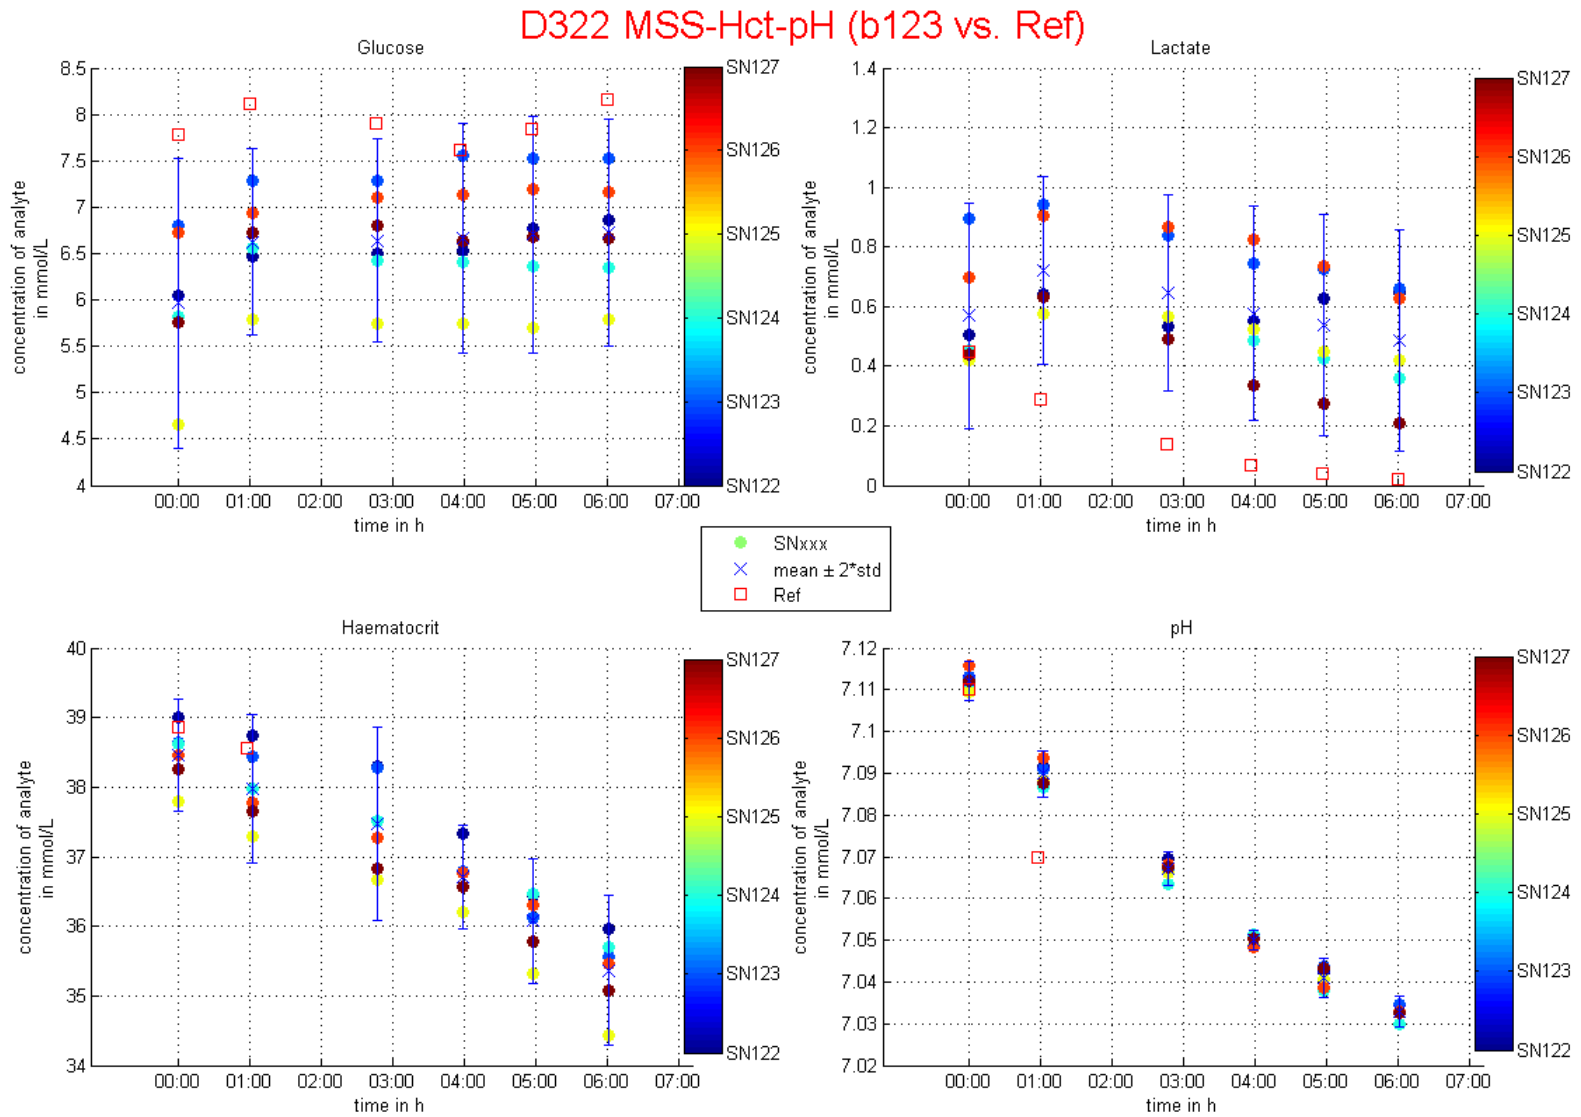 D322 MSS-Hct-pH (b123 vs. Ref)
Glucose
8.5
8
7.5
7
6.5
6
5.5
5
4.5
4
concentration of analyte
in mmol/L
00:00 01:00 02:00 03:00 04:00 05:00 06:00 07:00
time in h
SN127
SN126
SN125
SN124
SN123
SN122
Lactate
1.4
1.2
1
0.8
0.6
0.4
0.2
0
concentration of analyte
in mmol/L
00:00 01:00 02:00 03:00 04:00 05:00 06:00 07:00
time in h
SN127
SN126
SN125
SN124
SN123
SN122
SNxxx
mean ± 2*std
Ref
Haematocrit
40
39
38
37
36
35
34
concentration of analyte
in mmol/L
00:00 01:00 02:00 03:00 04:00 05:00 06:00 07:00
time in h
SN127
SN126
SN125
SN124
SN123
SN122
pH
7.12
7.11
7.1
7.09
7.08
7.07
7.06
7.05
7.04
7.03
7.02
concentration of analyte
in mmol/L
00:00 01:00 02:00 03:00 04:00 05:00 06:00 07:00
time in h
SN127
SN126
SN125
SN124
SN123
SN122